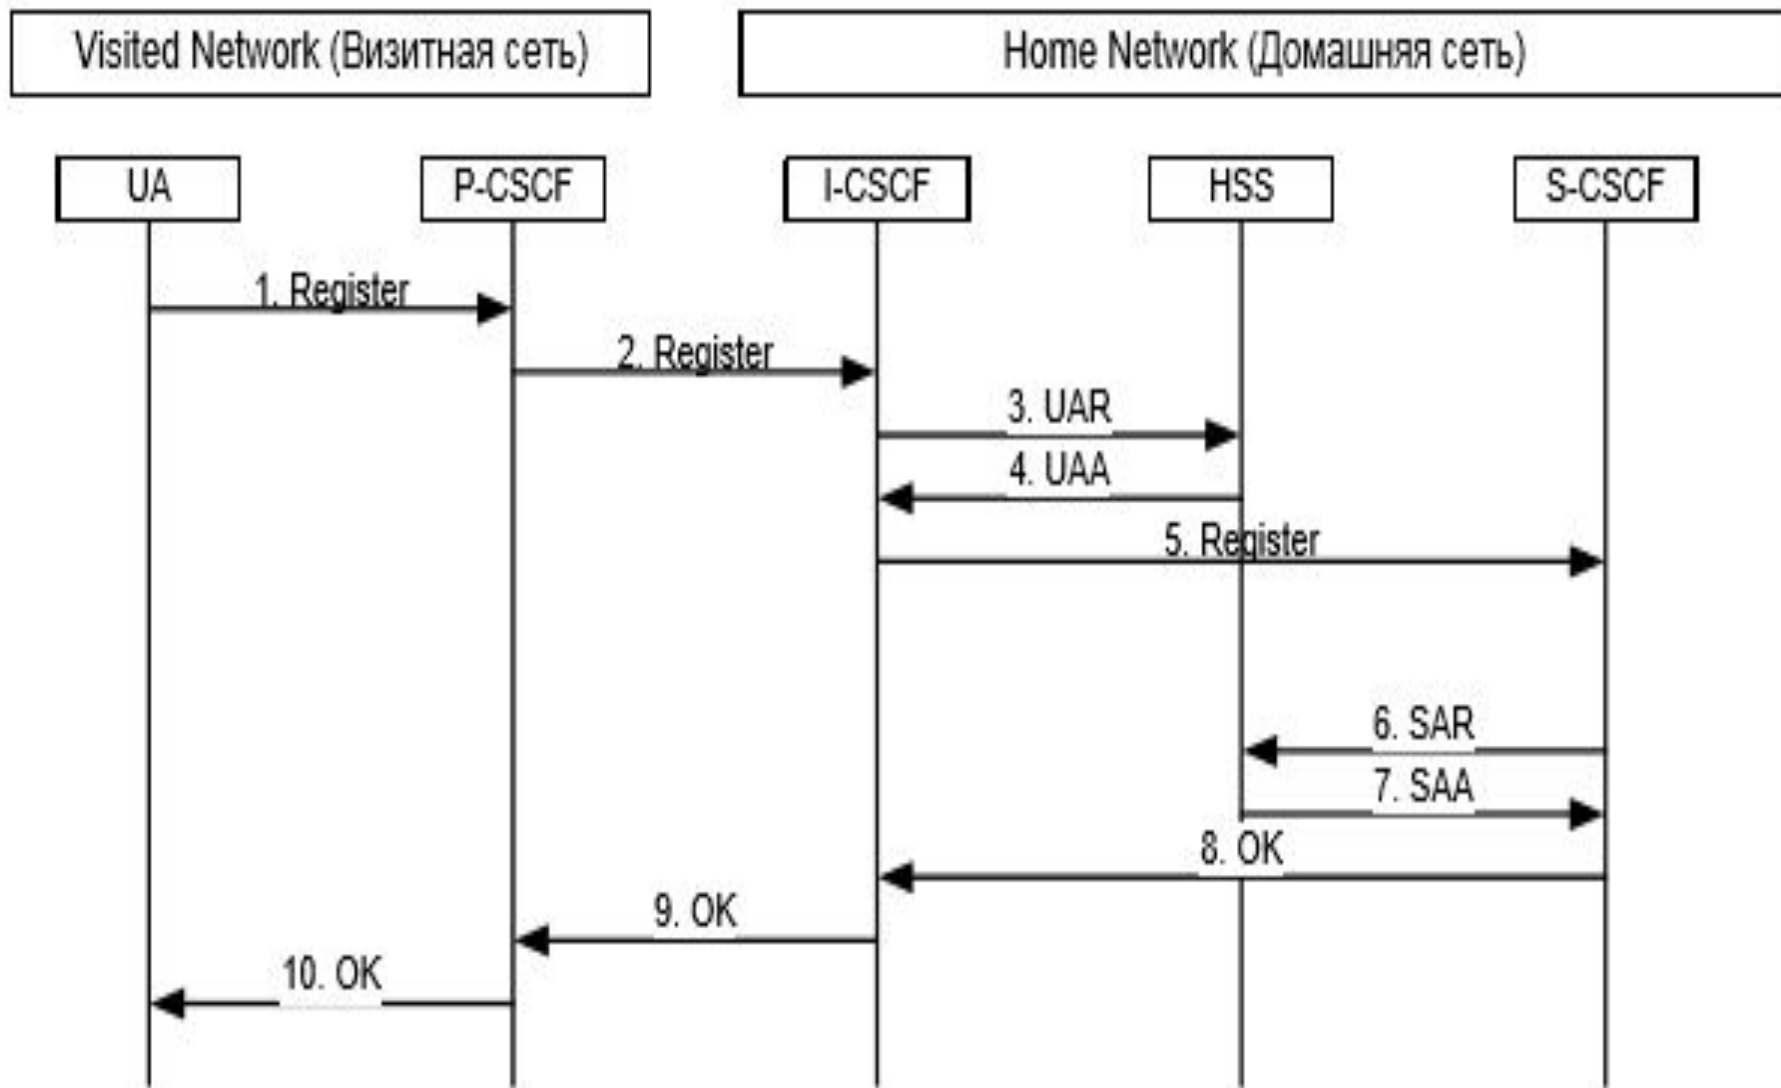 Visited Network (Визитная сеть)
Home Network (Домашняя сеть)
UA
P-CSCF
I-CSCF
HSS
S-CSCF
1. Register
2. Register
3. UAR
4. UAA
5. Register
6. SAR
7. SAA
8. OK
9. OK
10. OK